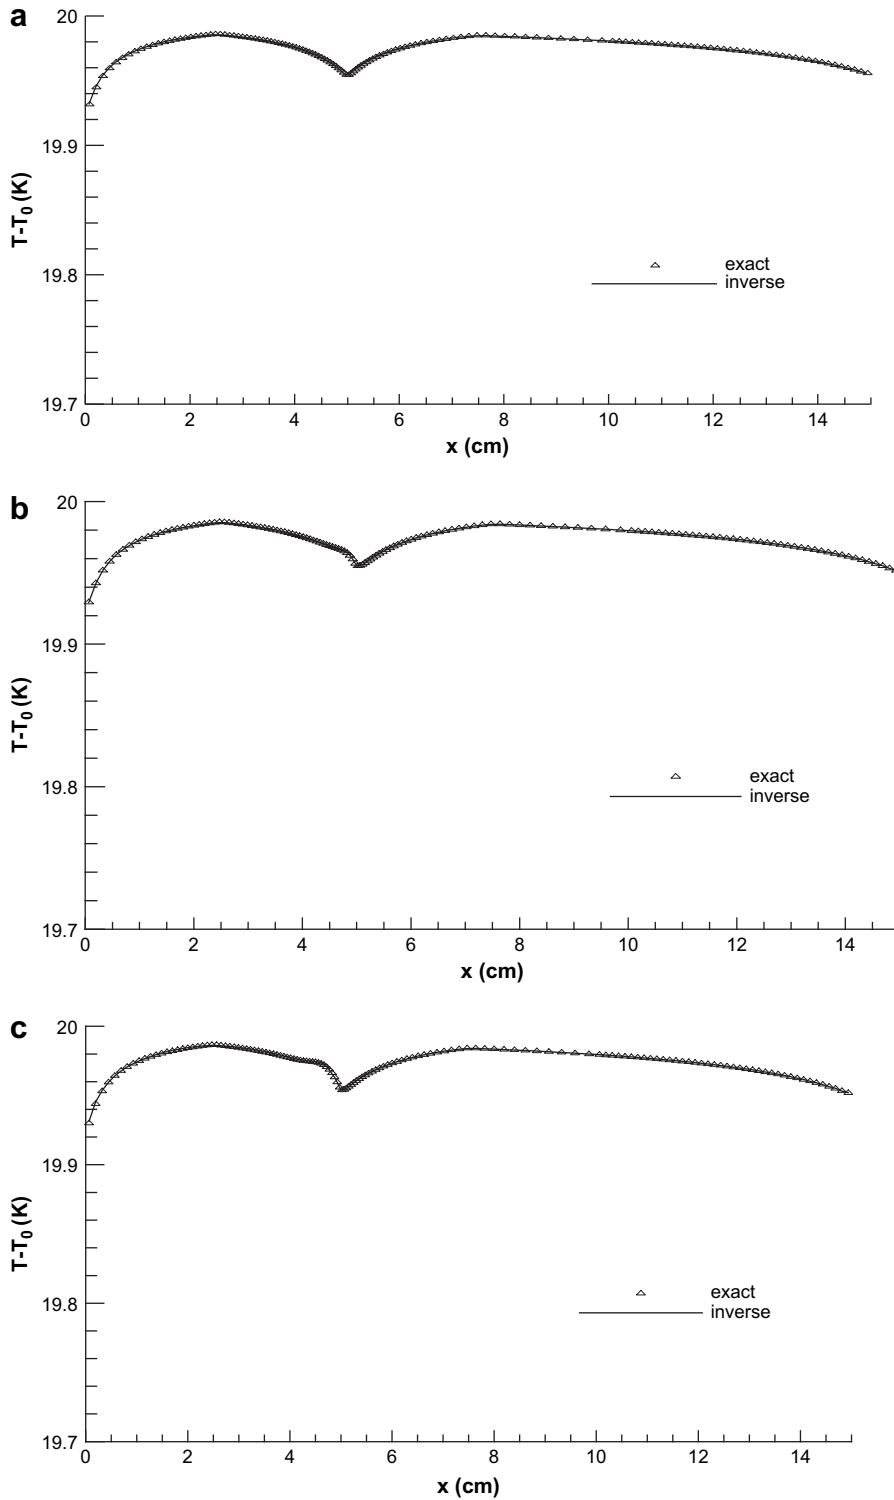 a
20
19.9
19.8
19.7
T-T0 (K)
exact
inverse
0 2 4 6 8 10 12 14
x (cm)
b
20
19.9
19.8
19.7
T-T0 (K)
exact
inverse
0 2 4 6 8 10 12 14
x (cm)
c
20
19.9
19.8
19.7
T-T0 (K)
exact
inverse
0 2 4 6 8 10 12 14
x (cm)